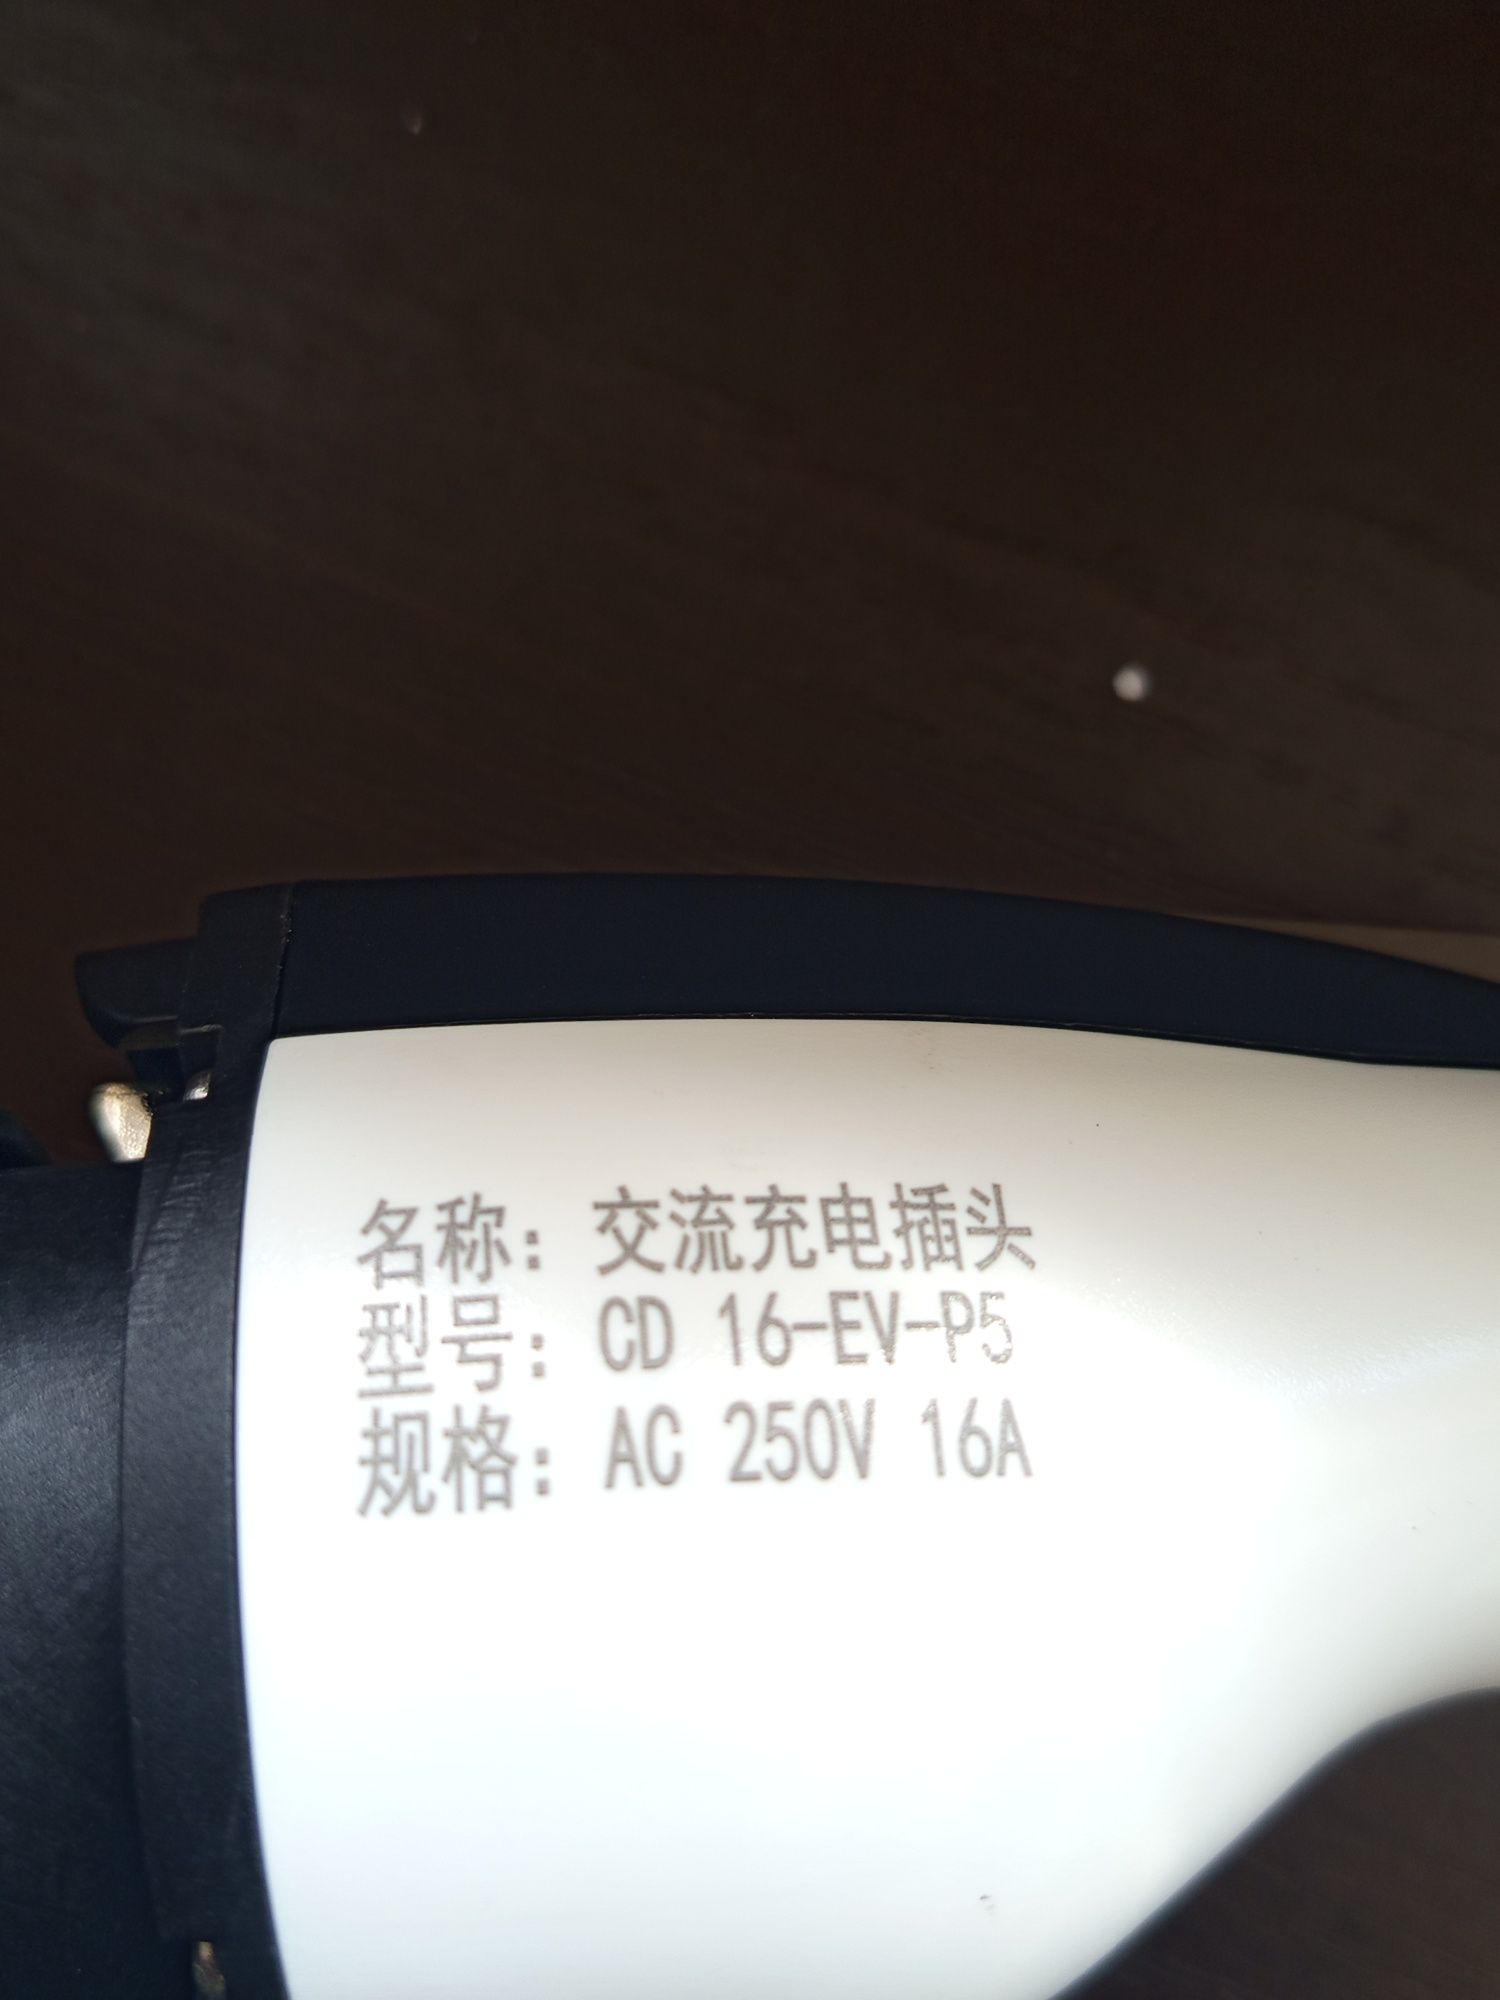 名称：交流充电插头
型号：CD 16-EV-P5
规格：AC 250V 16A